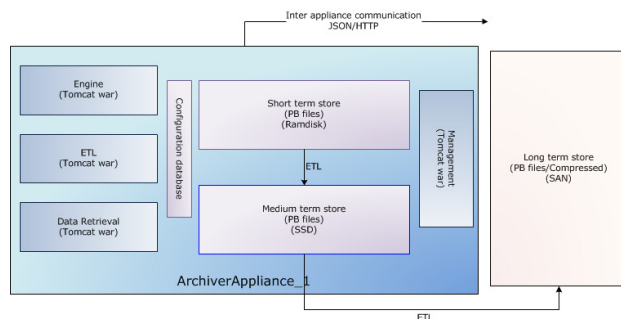 Inter appliance communication
JSON/HTTP
Engine
(Tomcat war)
ETL
(Tomcat war)
Data Retrieval
(Tomcat war)
Configuration database
Short term store
(PB files)
(Ramdisk)
ETL
Medium term store
(PB files)
(SSD)
Management
(Tomcat war)
Long term store
(PB files/Compressed)
(SAN)
ArchiverAppliance_1
ETL